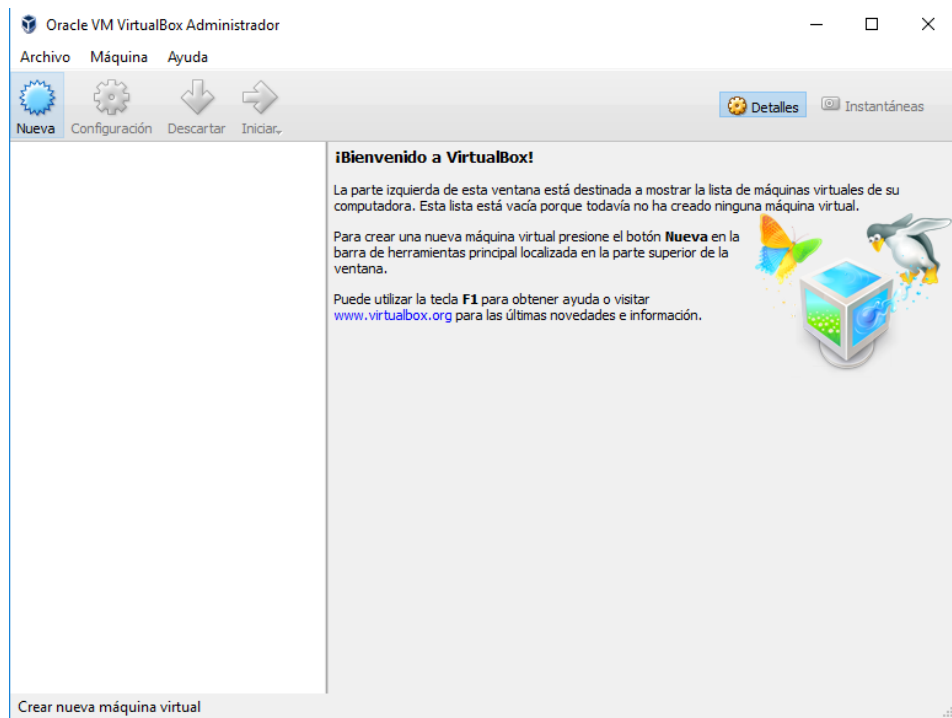 Oracle VM VirtualBox Administrador
Archivo Máquina Ayuda
Nueva Configuración Descartar Iniciar
Detalles Instantáneas
¡Bienvenido a VirtualBox!
La parte izquierda de esta ventana está destinada a mostrar la lista de máquinas virtuales de su
computadora. Esta lista está vacía porque todavía no ha creado ninguna máquina virtual.
Para crear una nueva máquina virtual presione el botón Nueva en la
barra de herramientas principal localizada en la parte superior de la
ventana.
Puede utilizar la tecla F1 para obtener ayuda o visitar
www.virtualbox.org para las últimas novedades e información.
Crear nueva máquina virtual